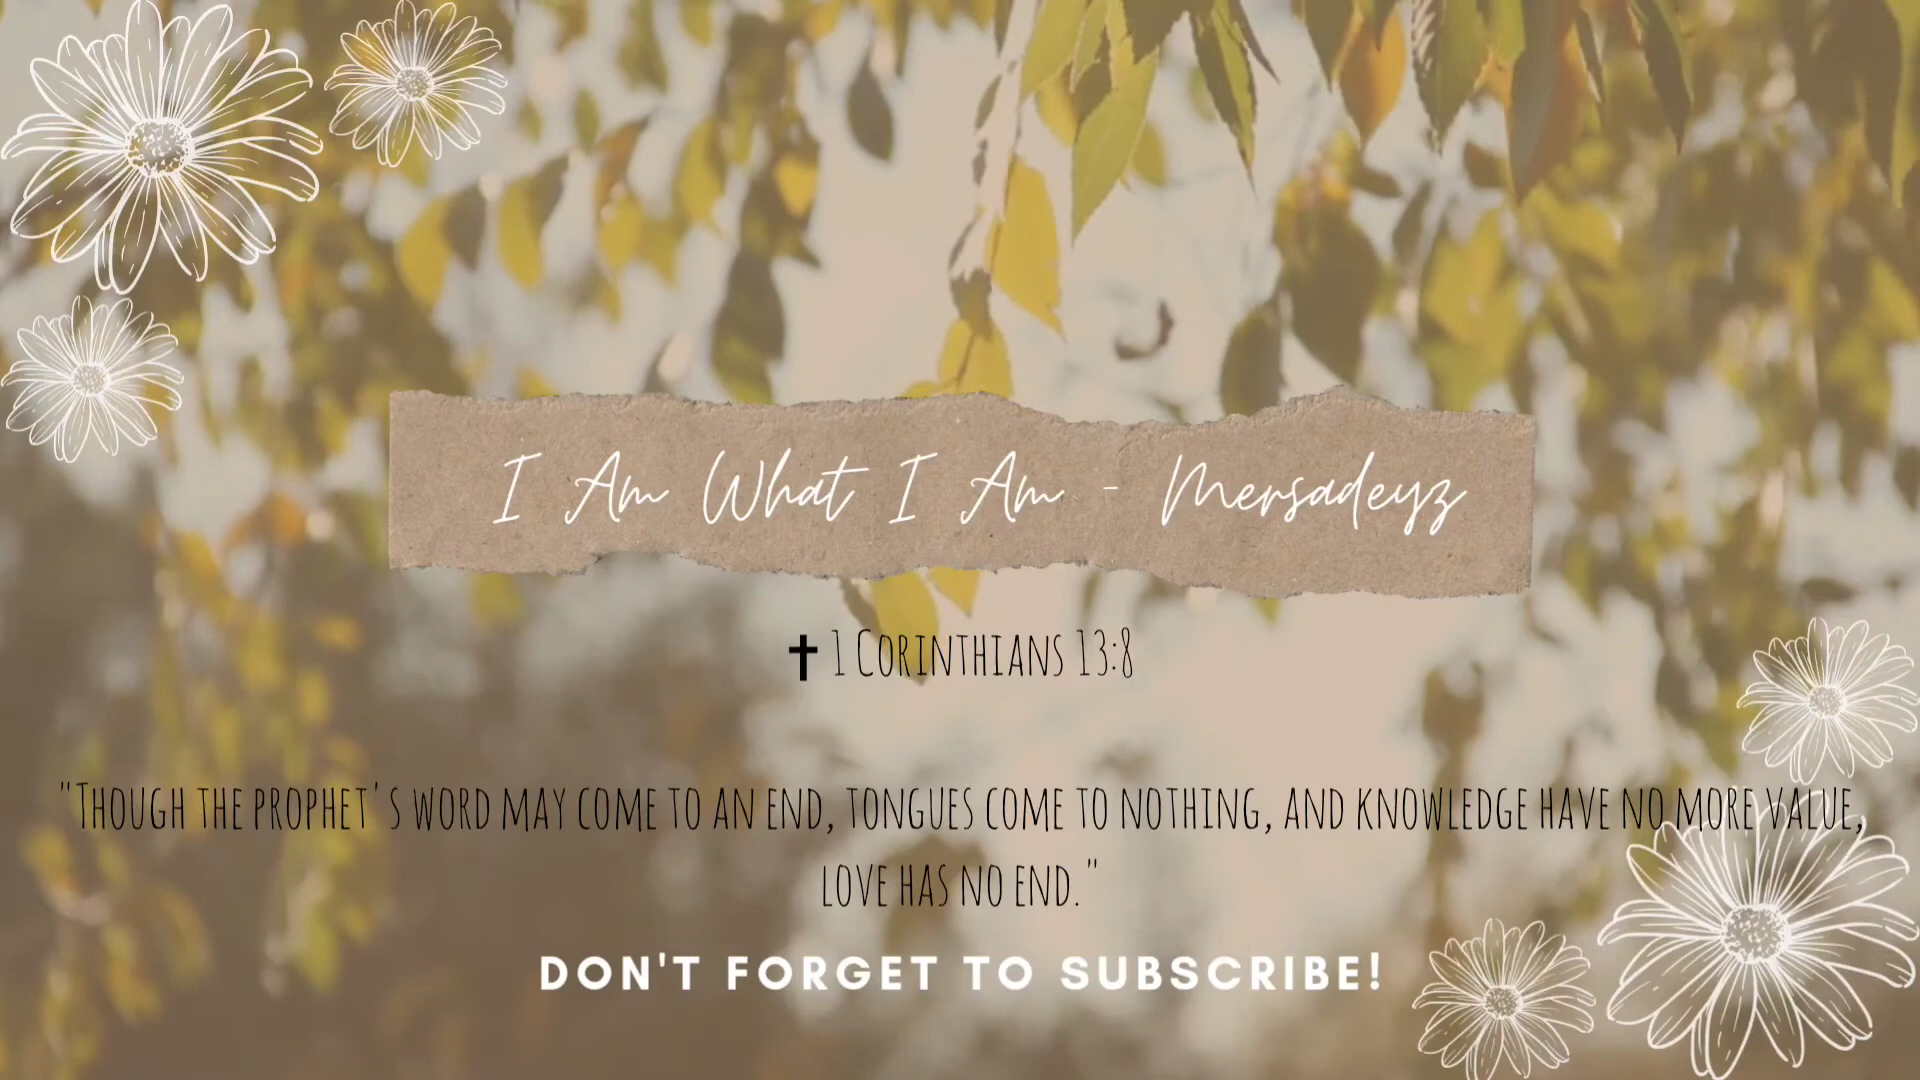 I Am What I Am - Mersadeyz
✝ 1 Corinthians 13:8
"Though the prophet's word may come to an end, tongues come to nothing, and knowledge have no more value,
love has no end."
DON'T FORGET TO SUBSCRIBE!